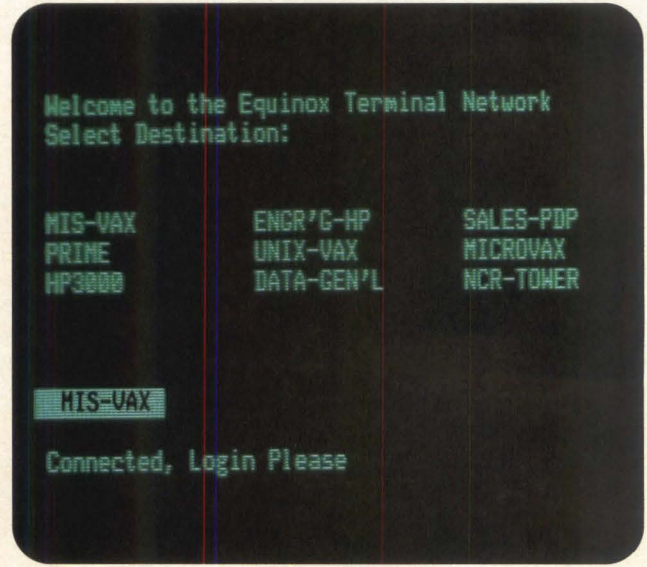 Welcome to the Equinox Terminal Network
Select Destination:
MIS-VAX ENGR'G-HP SALES-PDP
PRIME UNIX-VAX MICROVAX
HP3000 DATA-GEN'L NCR-TOWER
MIS-VAX
Connected, Login Please